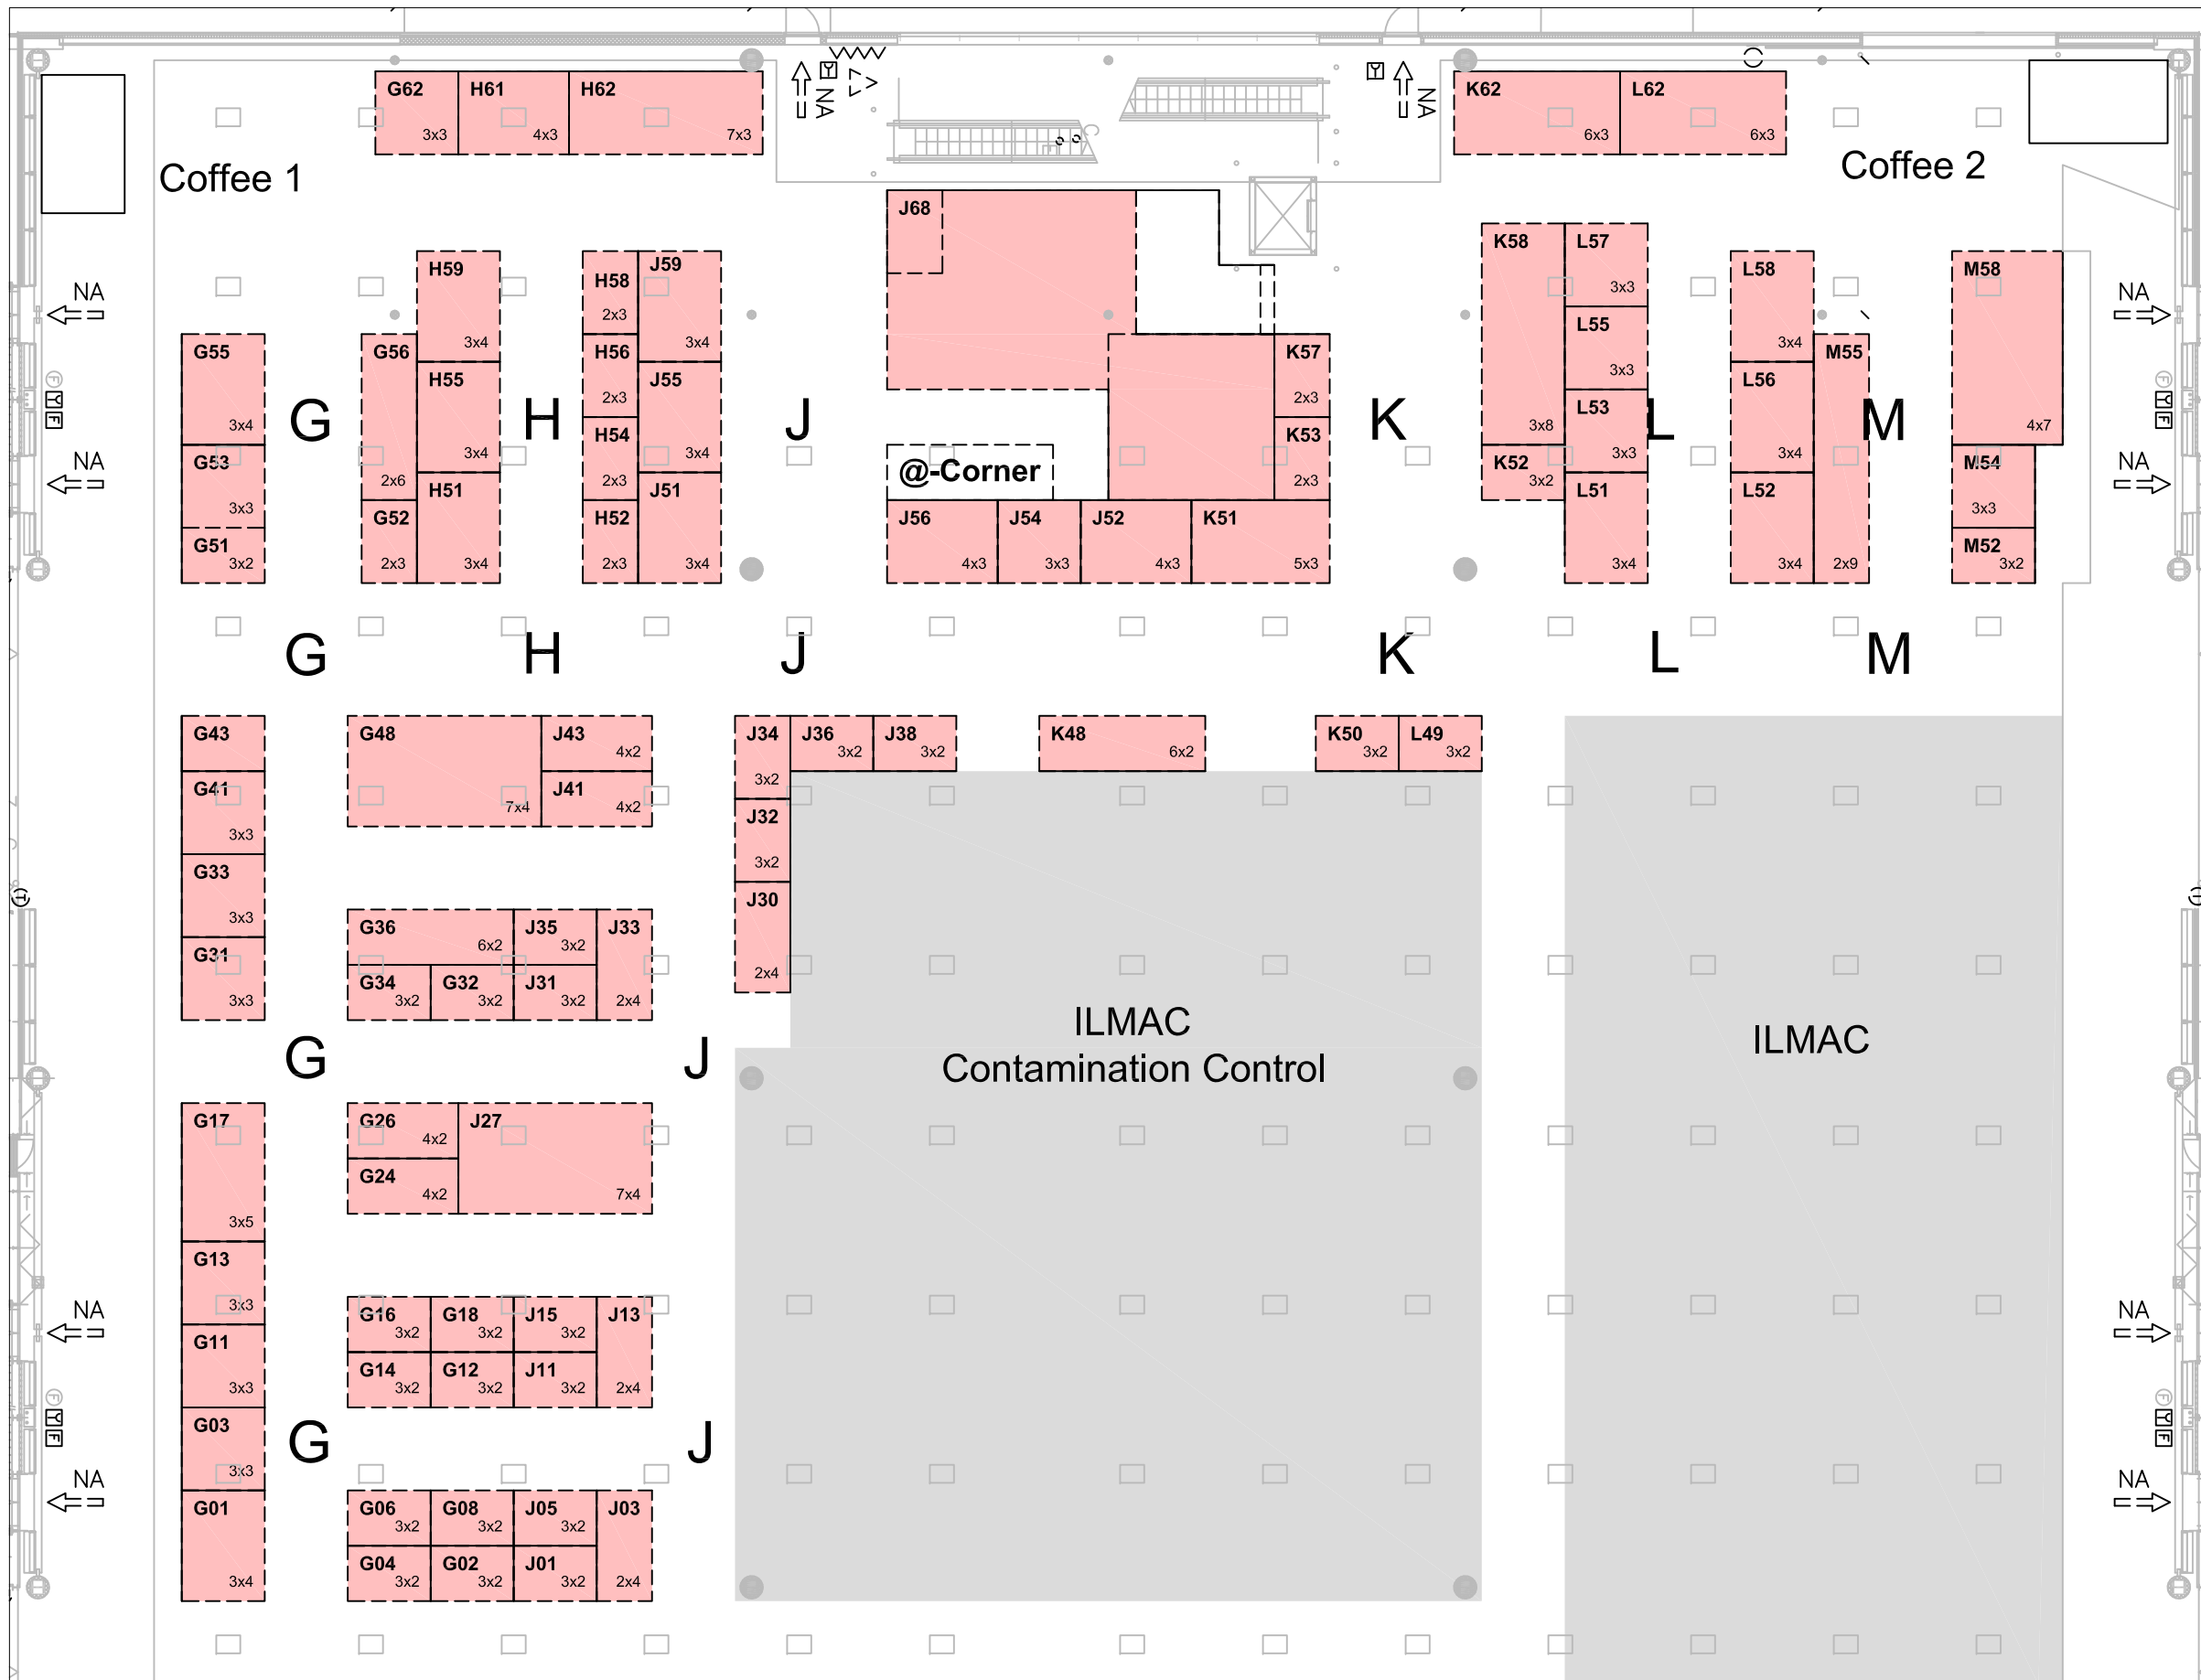 G62 H61 H62 K62 L62
3x3 4x3 7x3 6x3 6x3
NA NA
Coffee 1 Coffee 2
J68
K58 L57
H59 H58 J59 L58 M58
NA 2x3 3x3 NA
G55 G56 3x4 H56 3x4 K57 L55 3x4 M55
H55 2x3 J55 2x3 3x3 L56
3x4 G H J K 3x8 L53 L M 4x7
G53 3x4 H54 3x4 K53 K52 3x3 3x4 M54
NA 2x6 2x3 @-Corner 2x3 3x2 NA
H51 J51 L51 L52
3x3 G52 H52 J56 J54 J52 K51 3x3
G51 3x2 2x3 3x4 2x3 3x4 4x3 3x3 4x3 5x3 3x4 3x4 2x9 M52 3x2
G H J K L M
G43 G48 J43 4x2 J34 J36 3x2 J38 3x2 K48 6x2 K50 3x2 L49 3x2
G41 J41 3x2
3x3 7x4 4x2 J32
G33 3x2
3x3 G36 6x2 J35 3x2 J33 J30
G31 G34 3x2 G32 3x2 J31 3x2 2x4 2x4
3x3
ILMAC ILMAC
Contamination Control
G J
G17 G26 4x2 J27
G24 4x2 7x4
3x5
G13
3x3 G16 3x2 G18 3x2 J15 3x2 J13
NA NA
G11 G14 3x2 G12 3x2 J11 3x2 2x4
3x3
G03 G J
3x3
NA NA
G01 G06 3x2 G08 3x2 J05 3x2 J03
3x4 G04 3x2 G02 3x2 J01 3x2 2x4